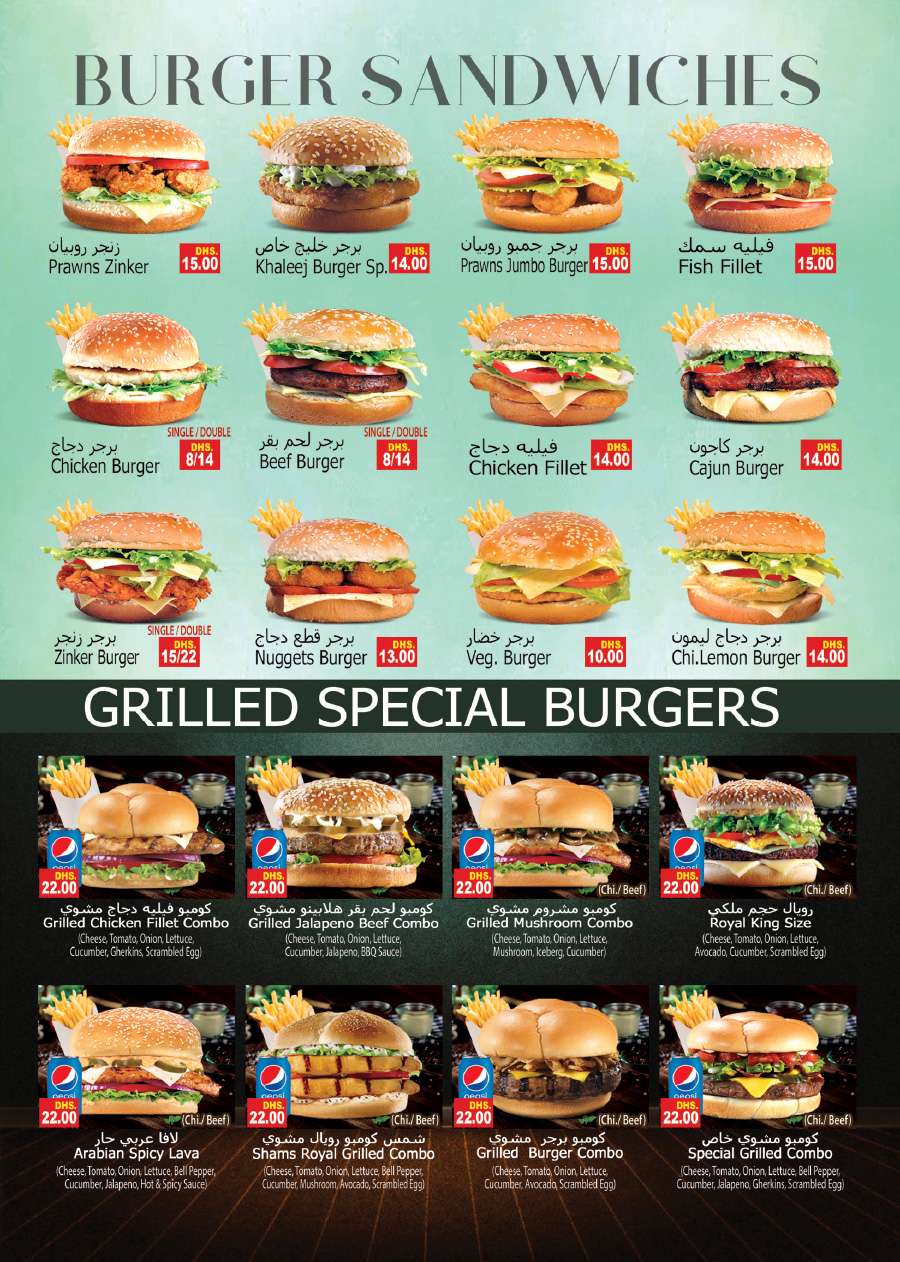 BURGER SANDWICHES
زنجر روبيان
Prawns Zinker
DHS.
15.00
برجر خليج خاص
Khaleej Burger Sp.
DHS.
14.00
برجر جمبو روبيان
Prawns Jumbo Burger
DHS.
15.00
فيليه سمك
Fish Fillet
DHS.
15.00
برجر دجاج
Chicken Burger
SINGLE / DOUBLE
DHS.
8/14
برجر لحم بقر
Beef Burger
SINGLE / DOUBLE
DHS.
8/14
فيليه دجاج
Chicken Fillet
DHS.
14.00
برجر كاجون
Cajun Burger
DHS.
14.00
برجر زنجر
Zinker Burger
SINGLE / DOUBLE
DHS.
15/22
برجر قطع دجاج
Nuggets Burger
DHS.
13.00
برجر خضار
Veg. Burger
DHS.
10.00
برجر دجاج ليمون
Chi.Lemon Burger
DHS.
14.00
GRILLED SPECIAL BURGERS
pepsi
DHS.
22.00
كومبو فيليه دجاج مشوي
Grilled Chicken Fillet Combo
(Cheese, Tomato, Onion, Lettuce,
Cucumber, Gherkins, Scrambled Egg)
pepsi
DHS.
22.00
كومبو لحم بقر هلابينو مشوي
Grilled Jalapeno Beef Combo
(Cheese, Tomato, Onion, Lettuce,
Cucumber, Jalapeno, BBQ Sauce)
pepsi
DHS.
22.00
(Chi./ Beef)
كومبو مشروم مشوي
Grilled Mushroom Combo
(Cheese, Tomato, Onion, Lettuce,
Mushroom, Iceberg, Cucumber)
pepsi
DHS.
22.00
(Chi./ Beef)
رويال حجم ملكي
Royal King Size
(Cheese, Tomato, Onion, Lettuce,
Avocado, Cucumber, Scrambled Egg)
pepsi
DHS.
22.00
(Chi./ Beef)
لافا عربي حار
Arabian Spicy Lava
(Cheese, Tomato, Onion, Lettuce, Bell Pepper,
Cucumber, Jalapeno, Hot & Spicy Sauce)
pepsi
DHS.
22.00
(Chi./ Beef)
شمس كومبو رويال مشوي
Shams Royal Grilled Combo
(Cheese, Tomato, Onion, Lettuce, Bell Pepper,
Cucumber, Mushroom, Avocado, Scrambled Egg)
pepsi
DHS.
22.00
(Chi./ Beef)
كومبو برجر مشوي
Grilled Burger Combo
(Cheese, Tomato, Onion, Lettuce,
Cucumber, Avocado, Scrambled Egg)
pepsi
DHS.
22.00
(Chi./ Beef)
كومبو مشوي خاص
Special Grilled Combo
(Cheese, Tomato, Onion, Lettuce, Bell Pepper,
Cucumber, Jalapeno, Gherkins, Scrambled Egg)